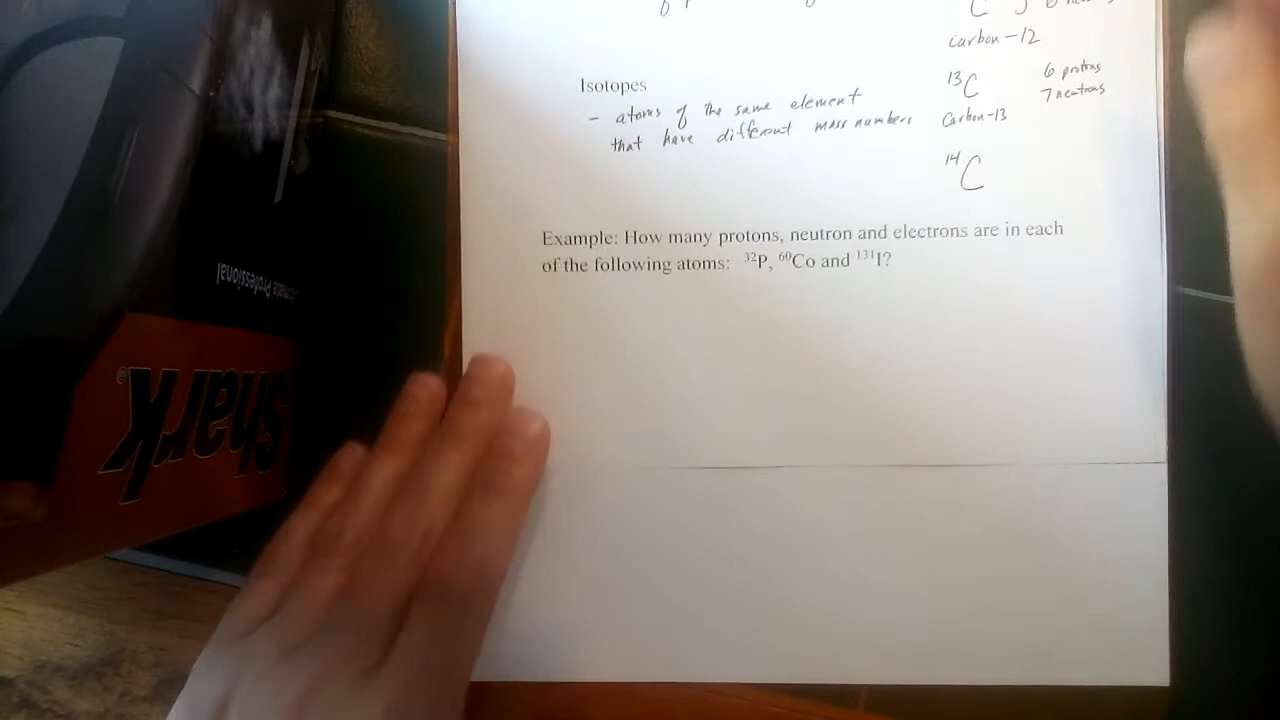 carbon-12
Isotopes
¹³C 6 protons
7 neutrons
- atoms of the same element
that have different mass numbers
Carbon-13
¹⁴C
Example: How many protons, neutron and electrons are in each
of the following atoms: ³²P, ⁶⁰Co and ¹³¹I?
Professional
Shark